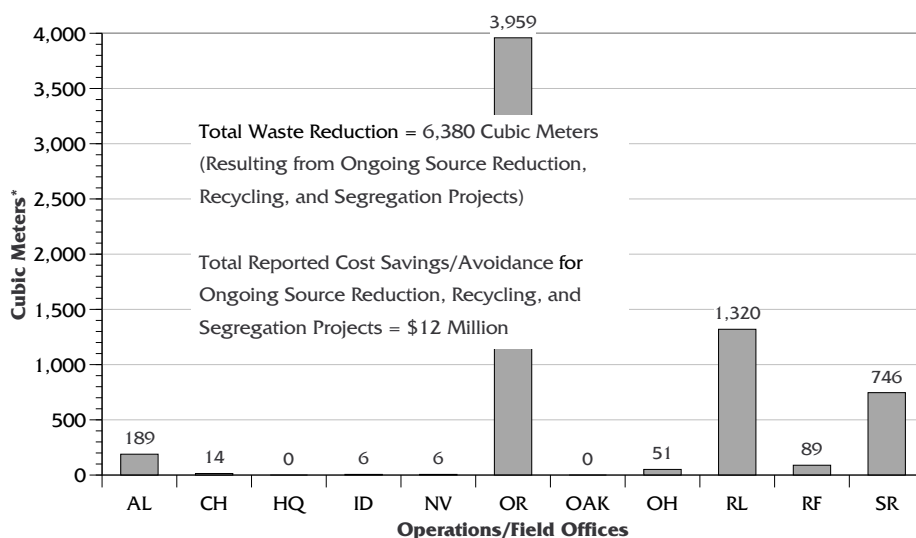 3,959
4,000
3,500
3,000
2,500
2,000
1,500
1,000
500
0
Cubic Meters*
Total Waste Reduction = 6,380 Cubic Meters
(Resulting from Ongoing Source Reduction,
Recycling, and Segregation Projects)
Total Reported Cost Savings/Avoidance for
Ongoing Source Reduction, Recycling, and
Segregation Projects = $12 Million
189
14
0
6
6
0
51
1,320
89
746
AL CH HQ ID NV OR OAK OH RL RF SR
Operations/Field Offices